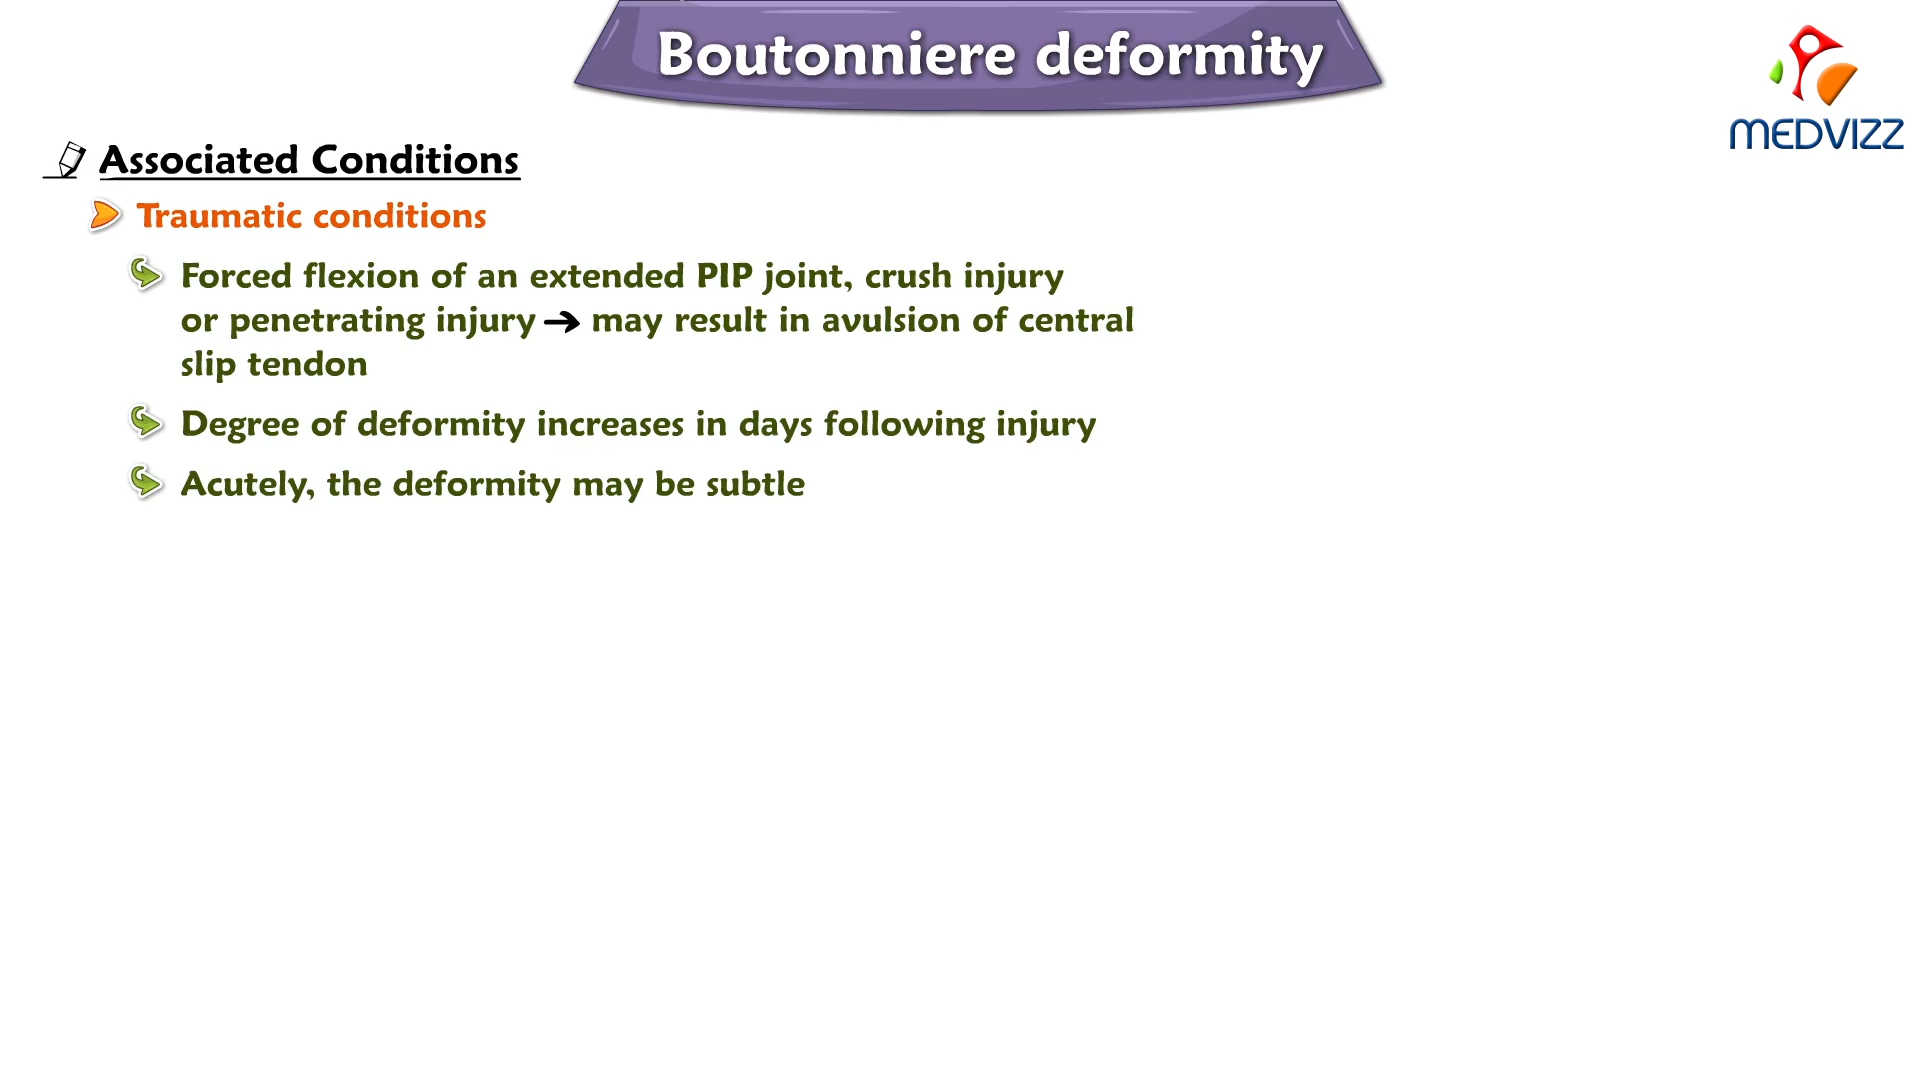 Boutonniere deformity
MEDVIZZ
Associated Conditions
Traumatic conditions
Forced flexion of an extended PIP joint, crush injury
or penetrating injury → may result in avulsion of central
slip tendon
Degree of deformity increases in days following injury
Acutely, the deformity may be subtle